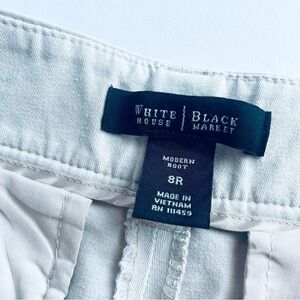 WHITE | BLACK
HOUSE | MARKET
MODERN
BOOT
8R
MADE IN
VIETNAM
RN 111459